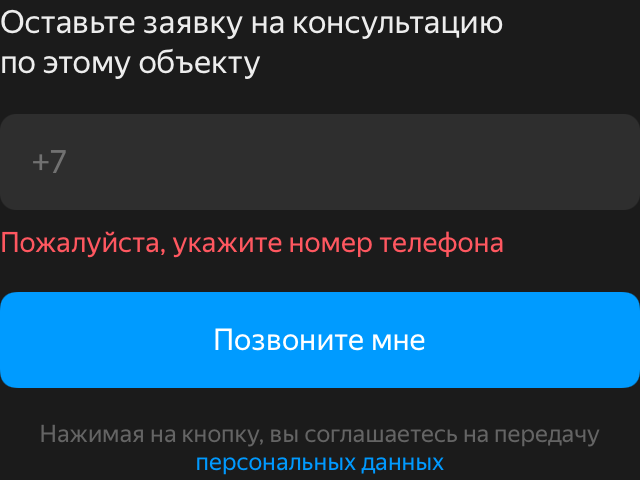 Оставьте заявку на консультацию
по этому объекту
+7
Пожалуйста, укажите номер телефона
Позвоните мне
Нажимая на кнопку, вы соглашаетесь на передачу
персональных данных